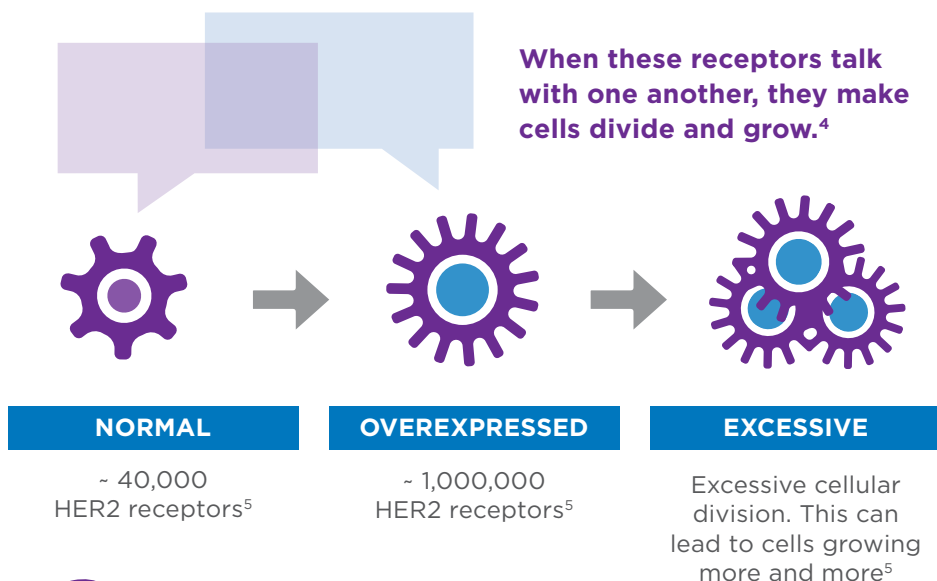 When these receptors talk
with one another, they make
cells divide and grow.⁴
NORMAL
~ 40,000
HER2 receptors⁵
OVEREXPRESSED
~ 1,000,000
HER2 receptors⁵
EXCESSIVE
Excessive cellular
division. This can
lead to cells growing
more and more⁵